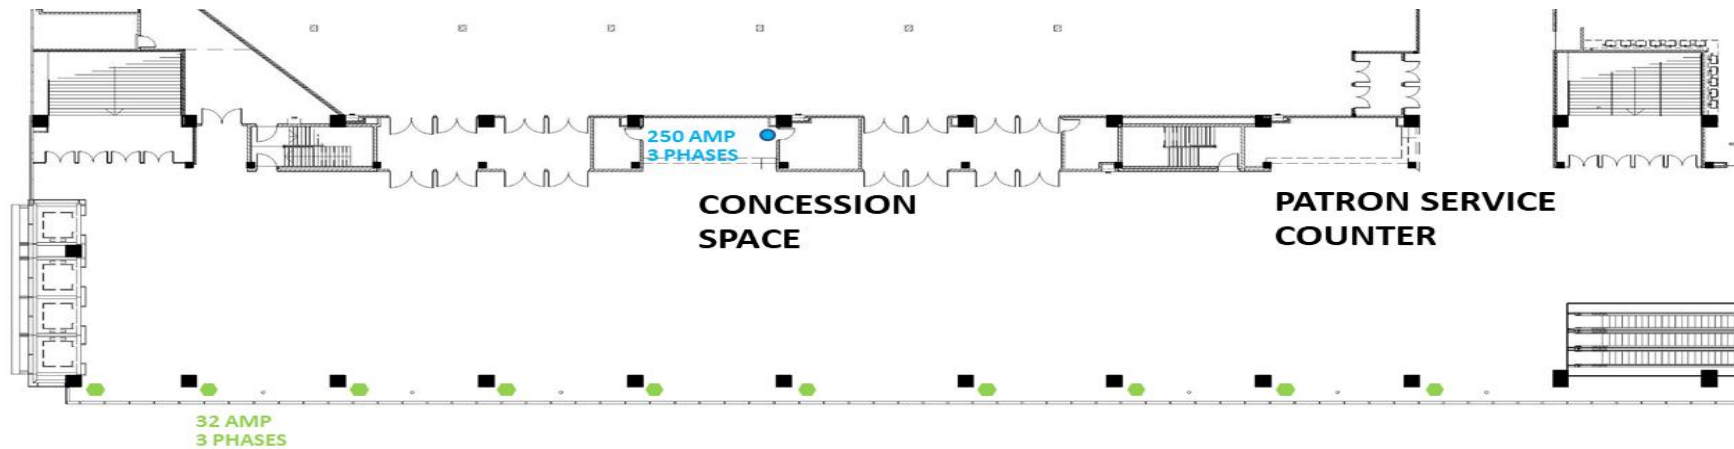 250 AMP
3 PHASES
CONCESSION
SPACE
PATRON SERVICE
COUNTER
32 AMP
3 PHASES